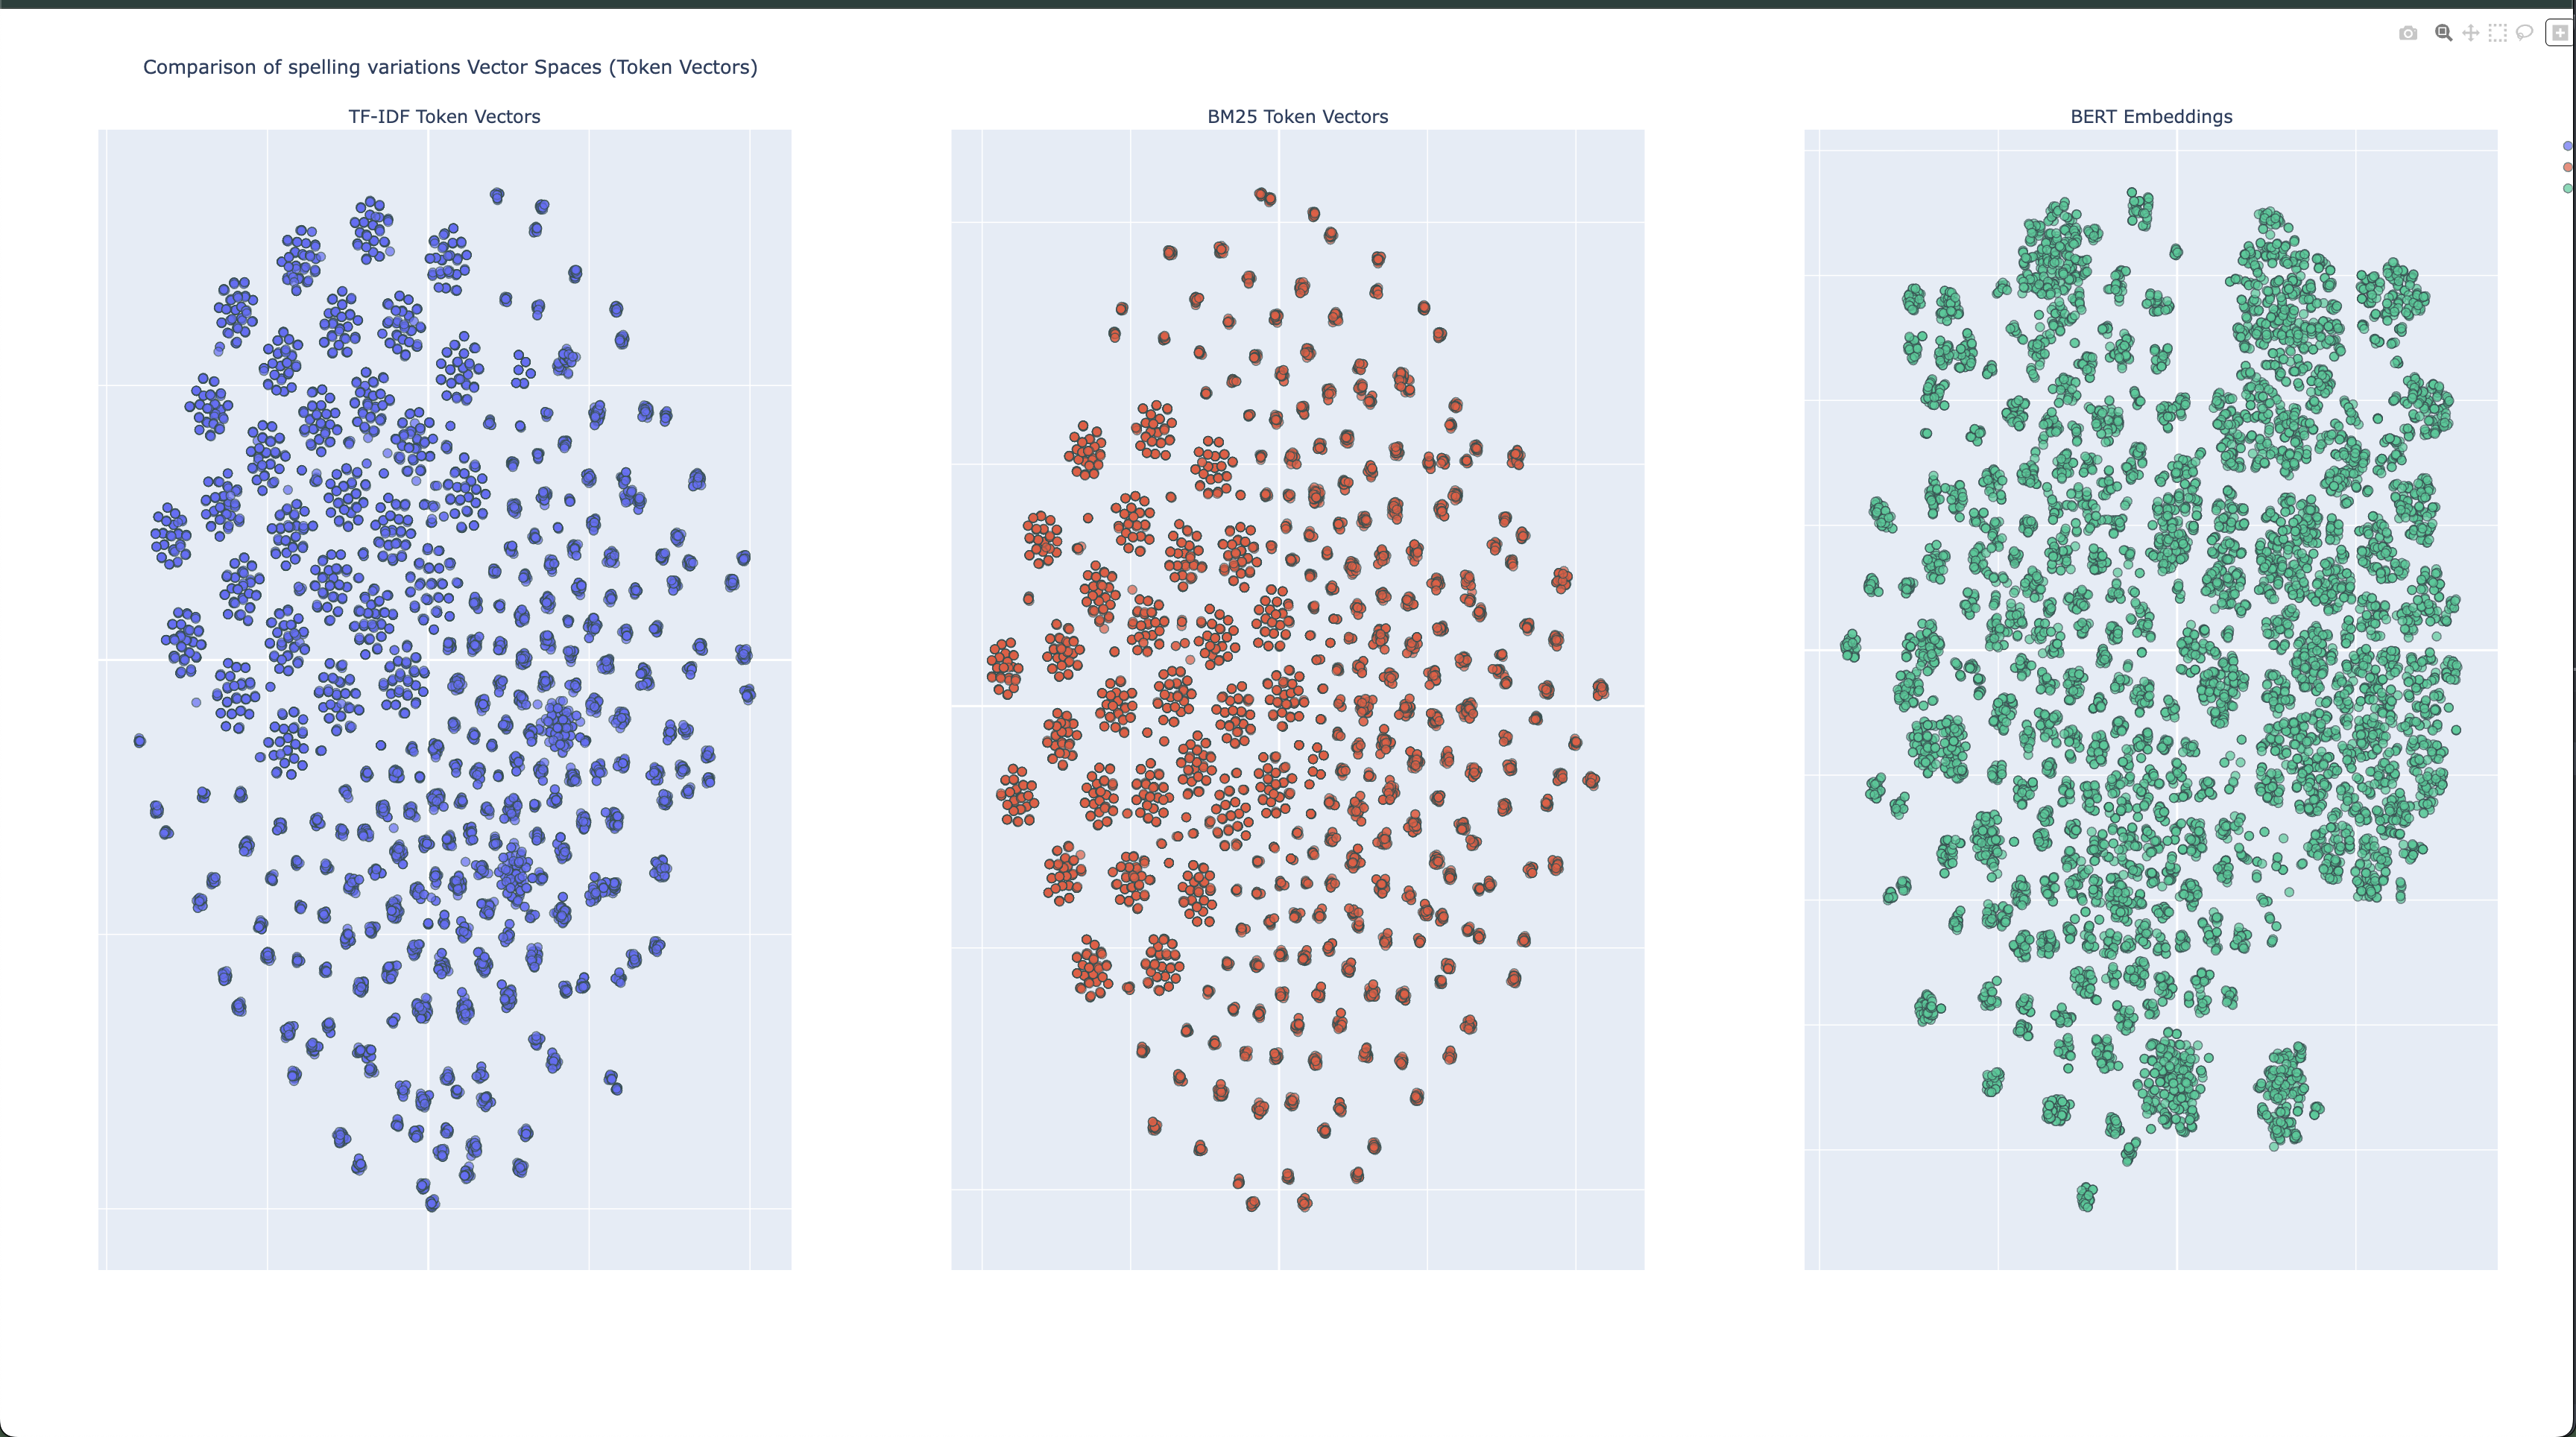 Comparison of spelling variations Vector Spaces (Token Vectors)
TF-IDF Token Vectors
BM25 Token Vectors
BERT Embeddings